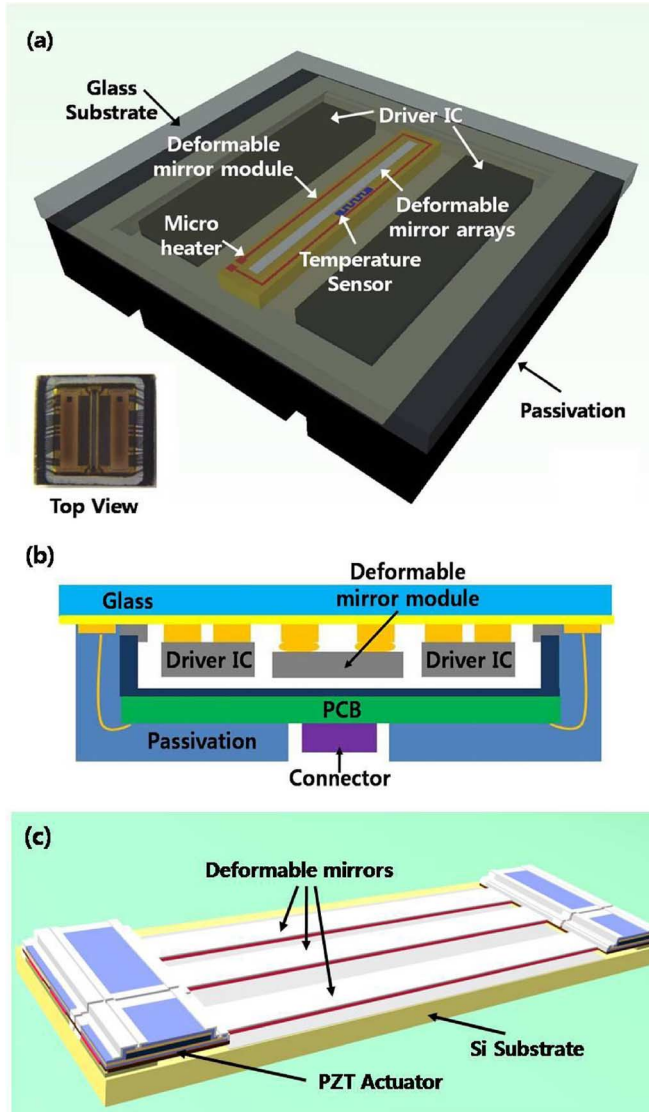 (a)
Glass
Substrate
Driver IC
Deformable
mirror module
Micro
heater
Deformable
mirror arrays
Temperature
Sensor
Passivation
Top View
(b)
Deformable
mirror module
Glass
Driver IC
Driver IC
PCB
Passivation
Connector
(c)
Deformable mirrors
Si Substrate
PZT Actuator